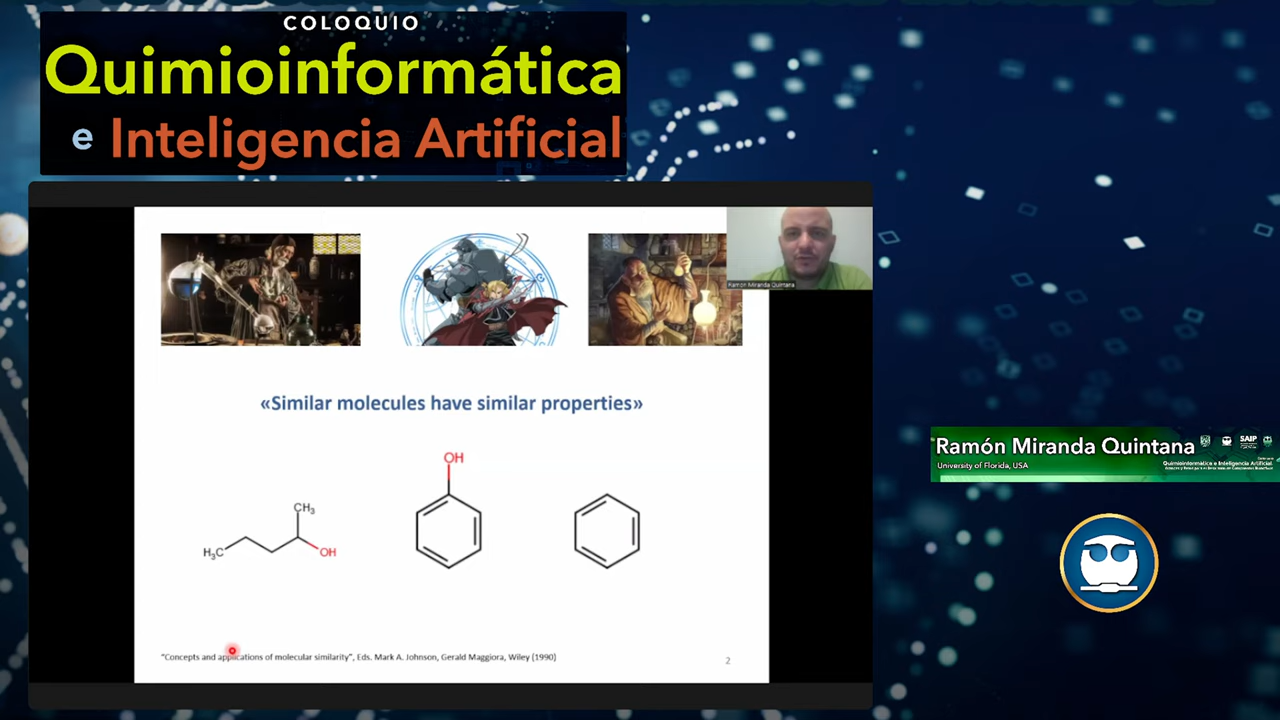 COLOQUIO
Quimioinformática
e Inteligencia Artificial
Ramón Miranda Quintana
«Similar molecules have similar properties»
OH
CH₃
H₃C
OH
"Concepts and applications of molecular similarity", Eds. Mark A. Johnson, Gerald Maggiora, Wiley (1990)
2
Ramón Miranda Quintana
University of Florida, USA
SAIP
Quimioinformática e Inteligencia Artificial